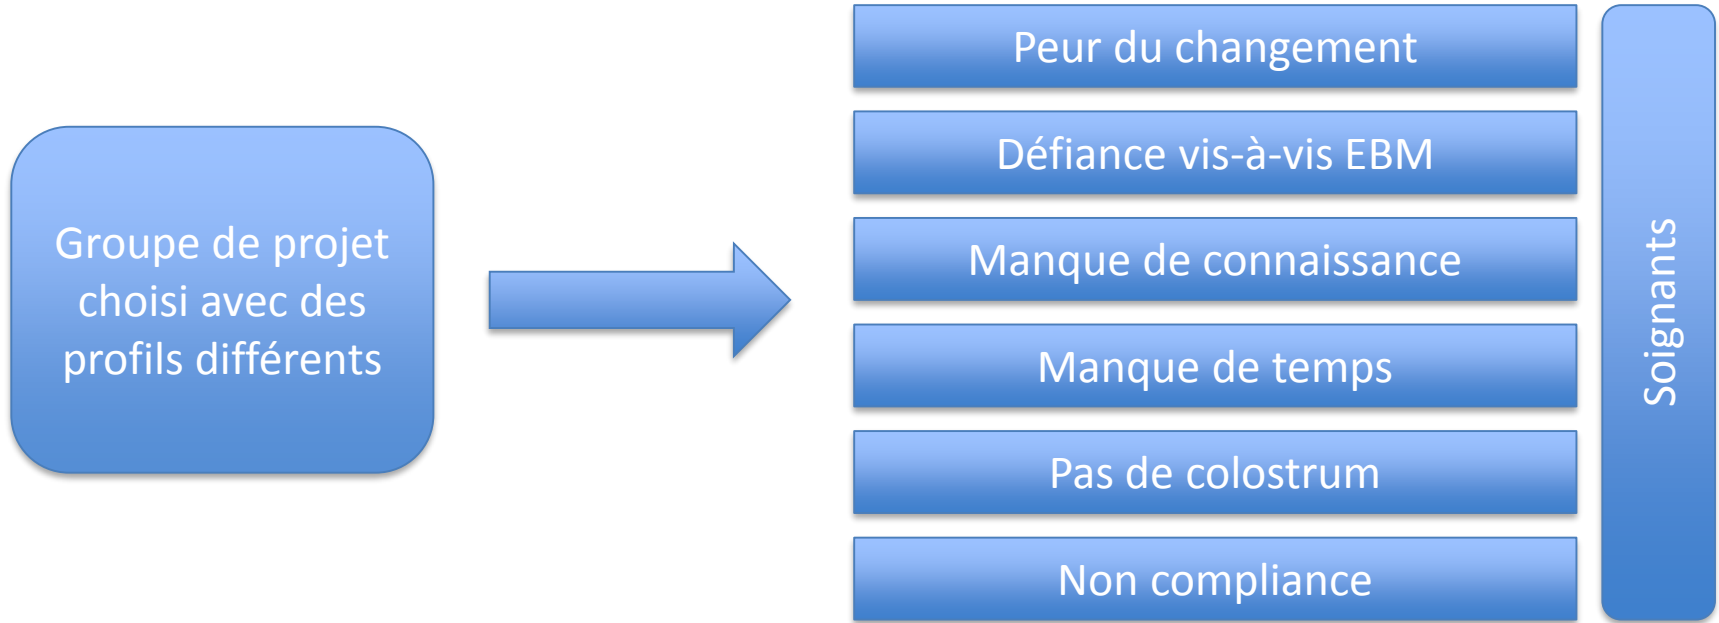 Groupe de projet
choisi avec des
profils différents
Peur du changement
Défiance vis-à-vis EBM
Manque de connaissance
Manque de temps
Pas de colostrum
Non compliance
Soignants